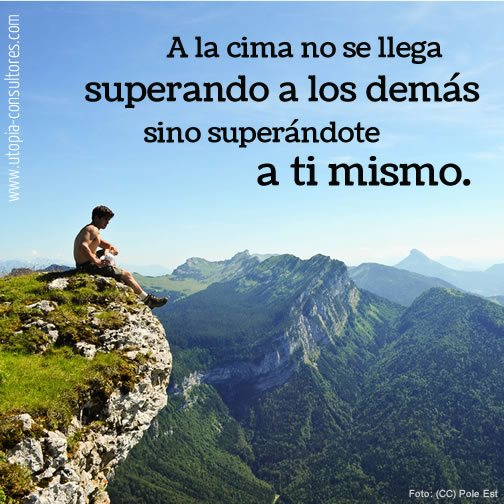 A la cima no se llega
superando a los demás
sino superándote
a ti mismo.
www.utopia-consultores.com
Foto: (CC) Pole Est